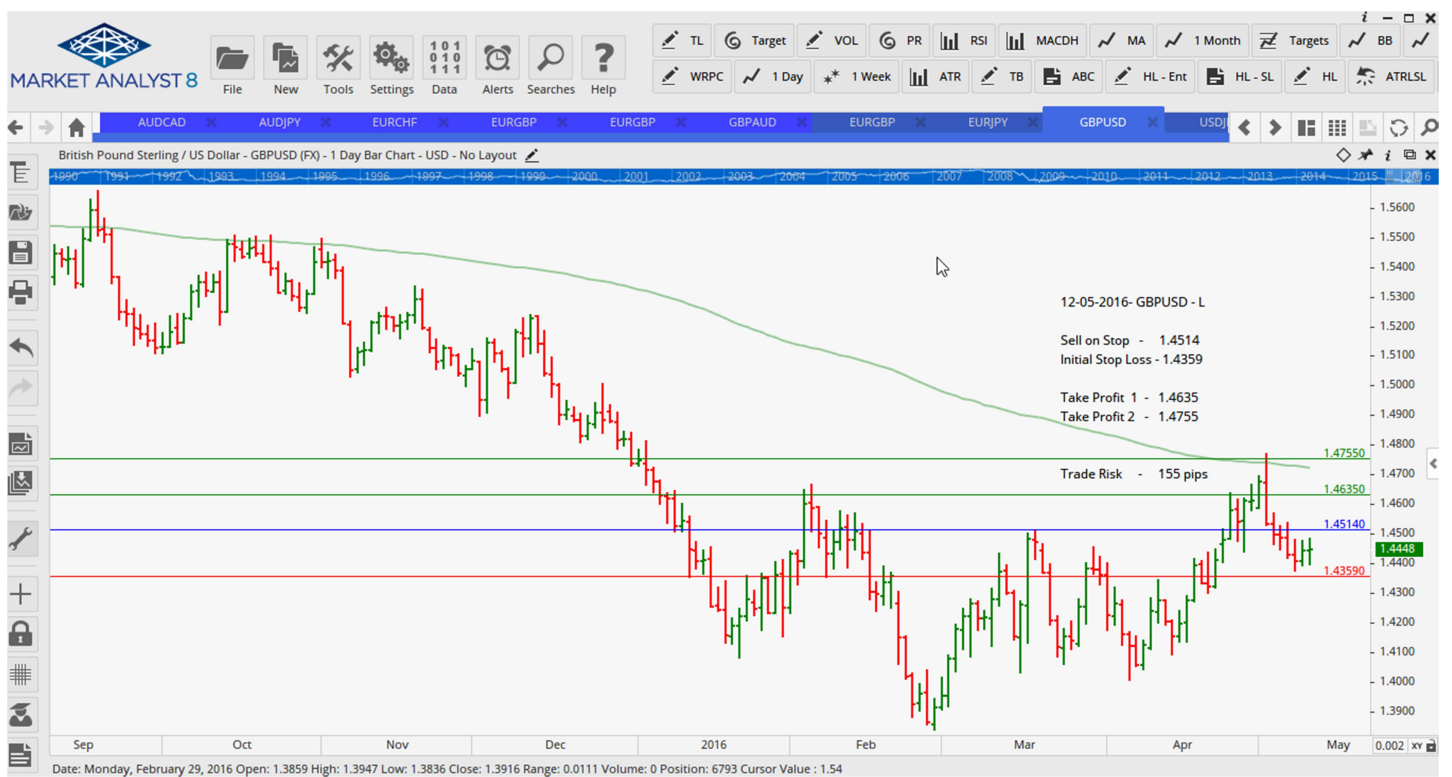 TL Target VOL PR RSI MACDH MA 1 Month Targets BB
MARKET ANALYST 8
File New Tools Settings Data Alerts Searches Help
WRPC 1 Day 1 Week ATR TB ABC HL - Ent HL - SL HL ATRLSL
AUDCAD AUDJPY EURCHF EURGBP EURGBP GBPAUD EURGBP EURJPY GBPUSD USDJ
British Pound Sterling / US Dollar - GBPUSD (FX) - 1 Day Bar Chart - USD - No Layout
1990 1991 1992 1993 1994 1995 1996 1997 1998 1999 2000 2001 2002 2003 2004 2005 2006 2007 2008 2009 2010 2011 2012 2013 2014 2015 2016
1.5600
1.5500
1.5400
1.5300
1.5200
1.5100
1.5000
1.4900
1.4800
1.4700
1.4600
1.4500
1.4448
1.4400
1.4300
1.4200
1.4100
1.4000
1.3900
12-05-2016- GBPUSD - L
Sell on Stop - 1.4514
Initial Stop Loss - 1.4359
Take Profit 1 - 1.4635
Take Profit 2 - 1.4755
Trade Risk - 155 pips
1.47550
1.46350
1.45140
1.43590
Sep Oct Nov Dec 2016 Feb Mar Apr May 0.002 XY
Date: Monday, February 29, 2016 Open: 1.3859 High: 1.3947 Low: 1.3836 Close: 1.3916 Range: 0.0111 Volume: 0 Position: 6793 Cursor Value : 1.54